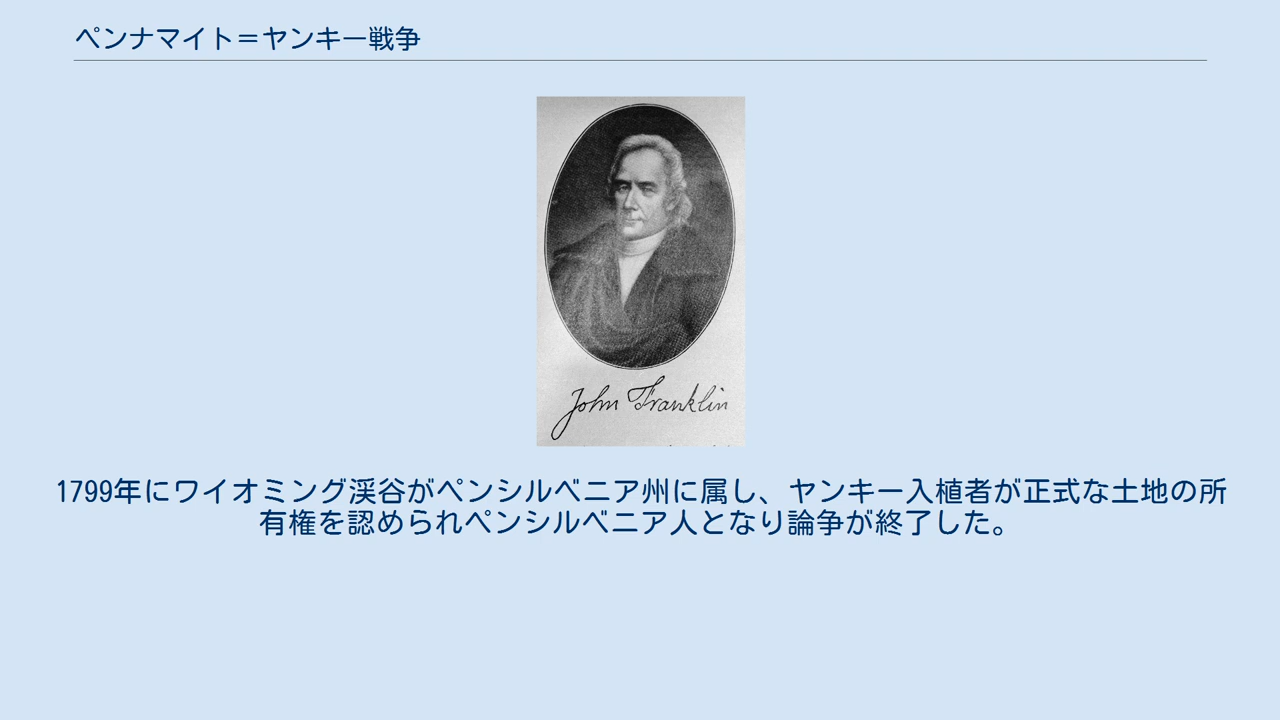 ペンナマイト＝ヤンキー戦争
John Franklin
1799年にワイオミング渓谷がペンシルベニア州に属し、ヤンキー入植者が正式な土地の所
有権を認められペンシルベニア人となり論争が終了した。